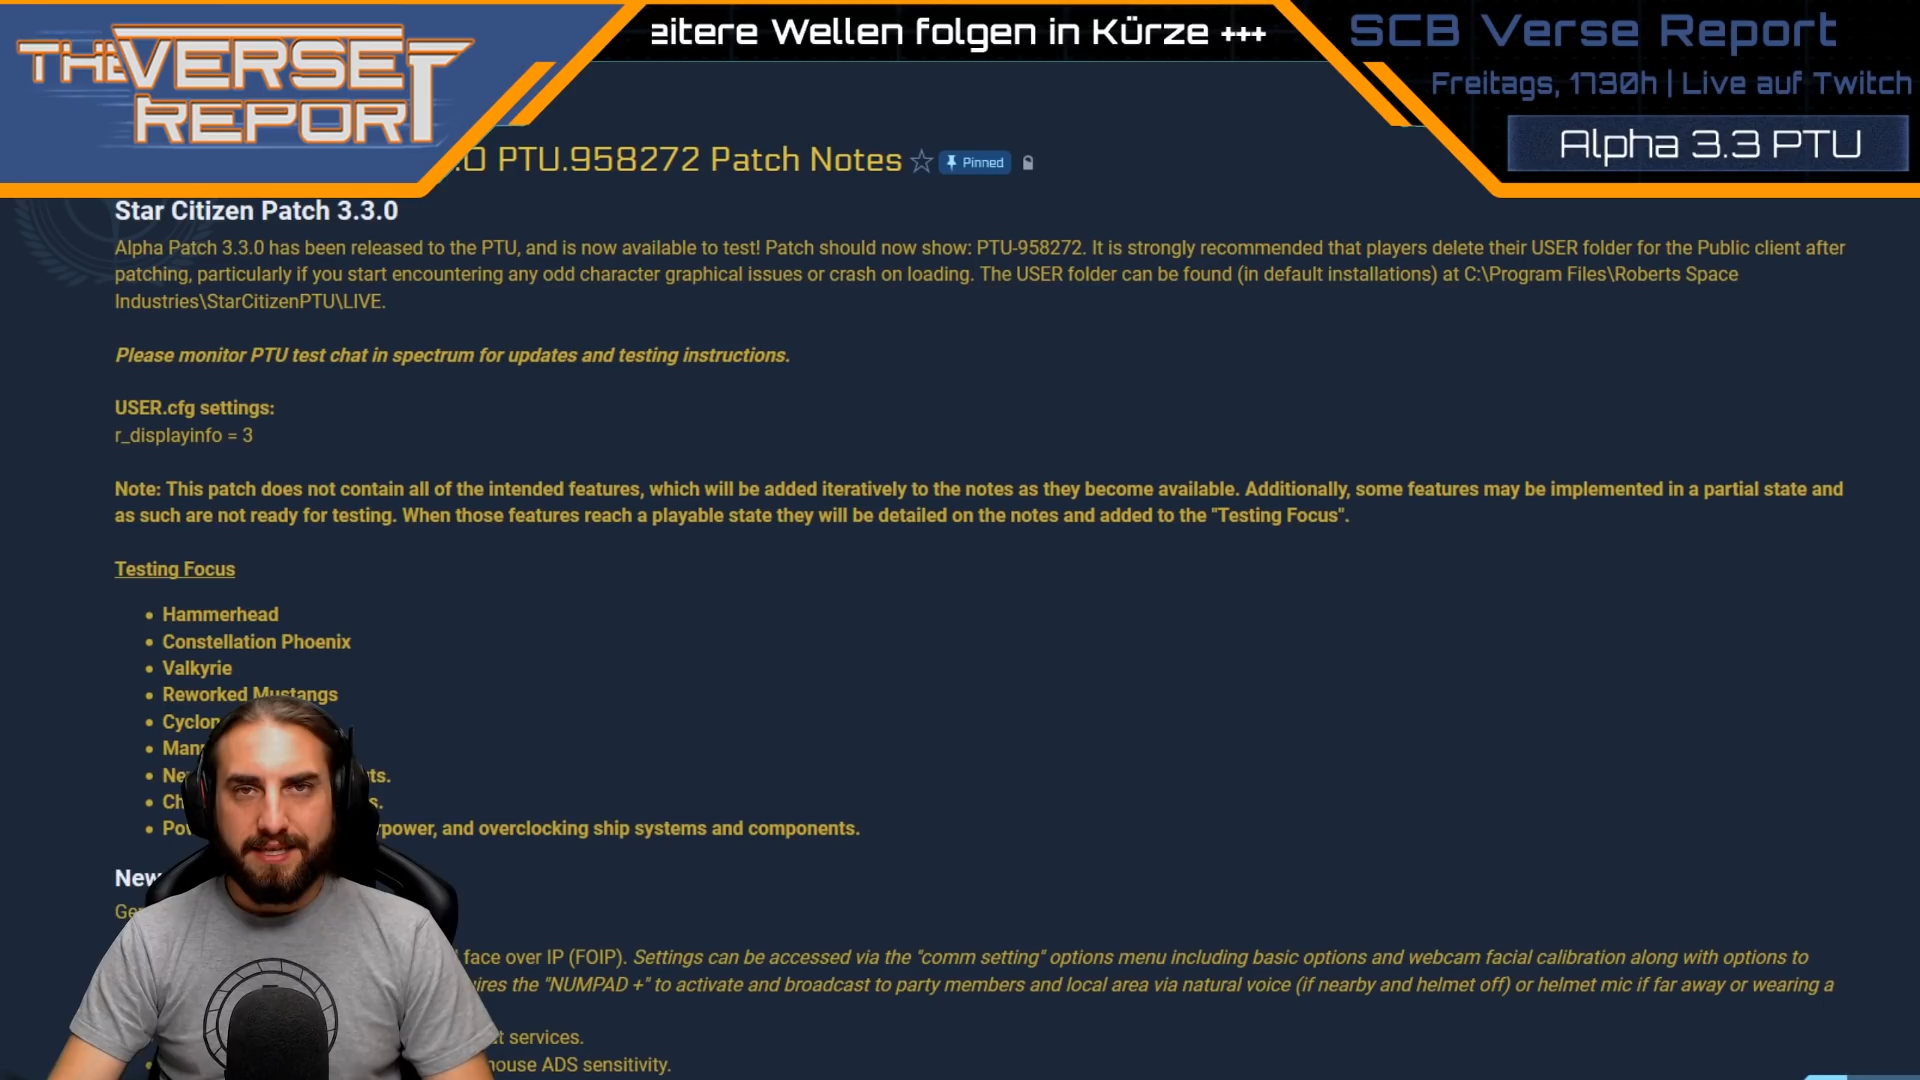 THE VERSE REPORT
eitere Wellen folgen in Kürze +++
SCB Verse Report
Freitags, 1730h | Live auf Twitch
Alpha 3.3 PTU
.0 PTU.958272 Patch Notes
Pinned
Star Citizen Patch 3.3.0
Alpha Patch 3.3.0 has been released to the PTU, and is now available to test! Patch should now show: PTU-958272. It is strongly recommended that players delete their USER folder for the Public client after
patching, particularly if you start encountering any odd character graphical issues or crash on loading. The USER folder can be found (in default installations) at C:\Program Files\Roberts Space
Industries\StarCitizenPTU\LIVE.
Please monitor PTU test chat in spectrum for updates and testing instructions.
USER.cfg settings:
r_displayinfo = 3
Note: This patch does not contain all of the intended features, which will be added iteratively to the notes as they become available. Additionally, some features may be implemented in a partial state and
as such are not ready for testing. When those features reach a playable state they will be detailed on the notes and added to the "Testing Focus".
Testing Focus
Hammerhead
Constellation Phoenix
Valkyrie
Reworked Mustangs
and overclocking ship systems and components.
New
face over IP (FOIP). Settings can be accessed via the "comm setting" options menu including basic options and webcam facial calibration along with options to
the "NUMPAD +" to activate and broadcast to party members and local area via natural voice (if nearby and helmet off) or helmet mic if far away or wearing a
services.
ADS sensitivity.